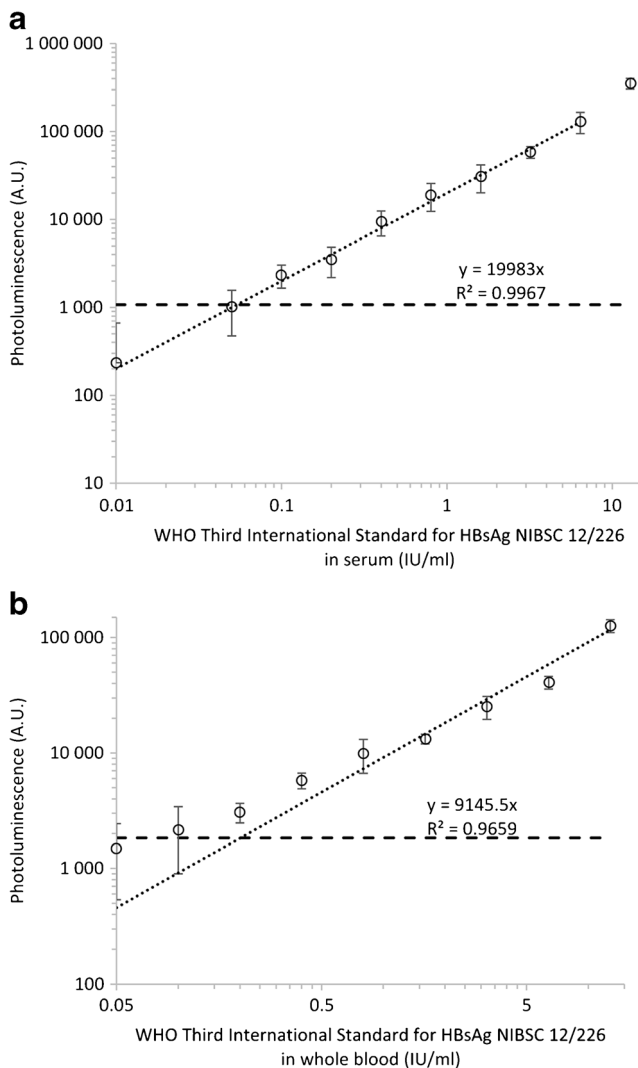 a
1 000 000
100 000
10 000
1 000
100
10
Photoluminescence (A.U.)
y = 19983x
R² = 0.9967
0.01 0.1 1 10
WHO Third International Standard for HBsAg NIBSC 12/226
in serum (IU/ml)
b
100 000
10 000
1 000
100
Photoluminescence (A.U.)
y = 9145.5x
R² = 0.9659
0.05 0.5 5
WHO Third International Standard for HBsAg NIBSC 12/226
in whole blood (IU/ml)